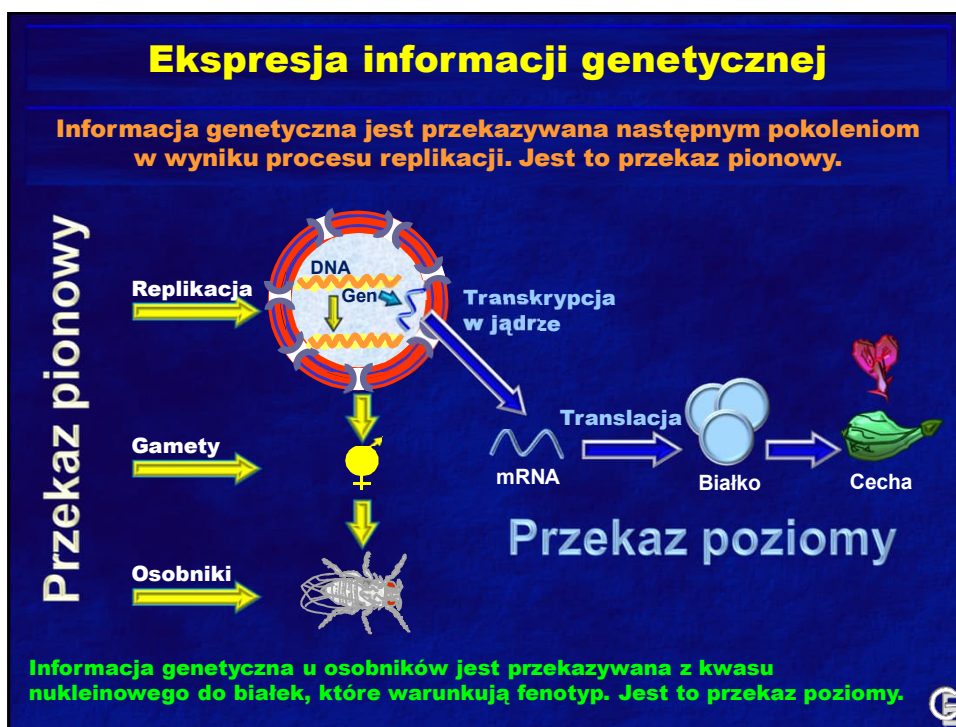 Ekspresja informacji genetycznej
Informacja genetyczna jest przekazywana następnym pokoleniom
w wyniku procesu replikacji. Jest to przekaz pionowy.
Przekaz pionowy
Replikacja
DNA
Gen
Transkrypcja
w jądrze
Gamety
Translacja
mRNA
Białko
Cecha
Przekaz poziomy
Osobniki
Informacja genetyczna u osobników jest przekazywana z kwasu
nukleinowego do białek, które warunkują fenotyp. Jest to przekaz poziomy.